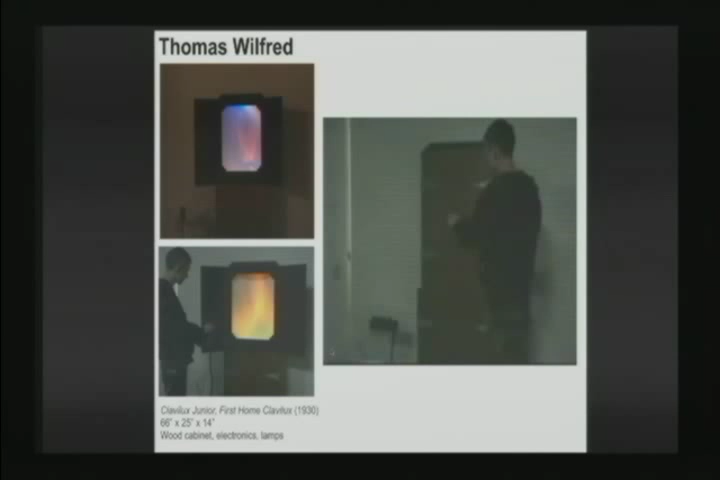 Thomas Wilfred
Clavilux Junior, First Home Clavilux (1930)
66" x 25" x 14"
Wood cabinet, electronics, lamps